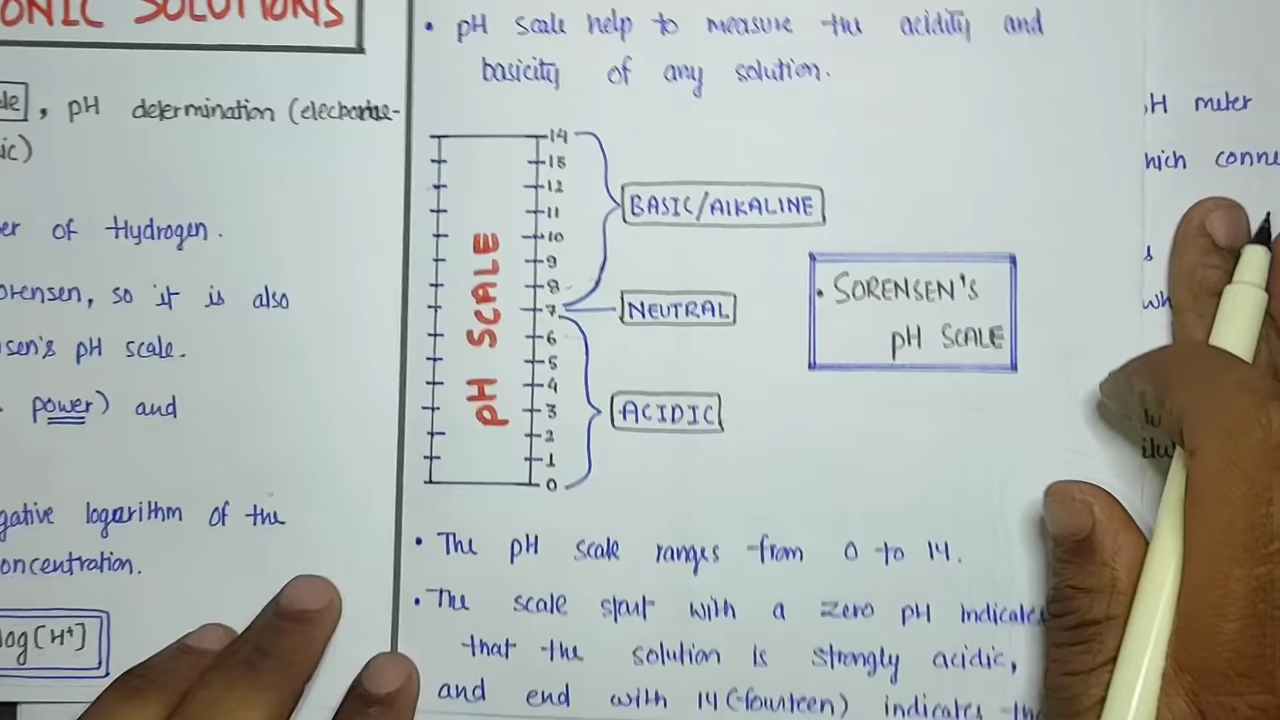 ONIC SOLUTIONS
le, pH determination
ic)
er of Hydrogen.
orensen, so it is also
sen's pH scale.
power) and
gative logarithm of the
oncentration.
log[H+]
• pH scale help to measure the acidity and
basicity of any solution.
14
13
12
11
10
9
8
7
6
5
4
3
2
1
0
pH SCALE
BASIC/AlKALINE
NEUTRAL
ACIDIC
• SORENSEN'S
pH SCALE
• The pH scale ranges from 0 to 14.
• The scale start with a zero pH indicates
that the solution is strongly acidic,
and end with 14 (fourteen) indicates
H meter
hich conne
s
wh